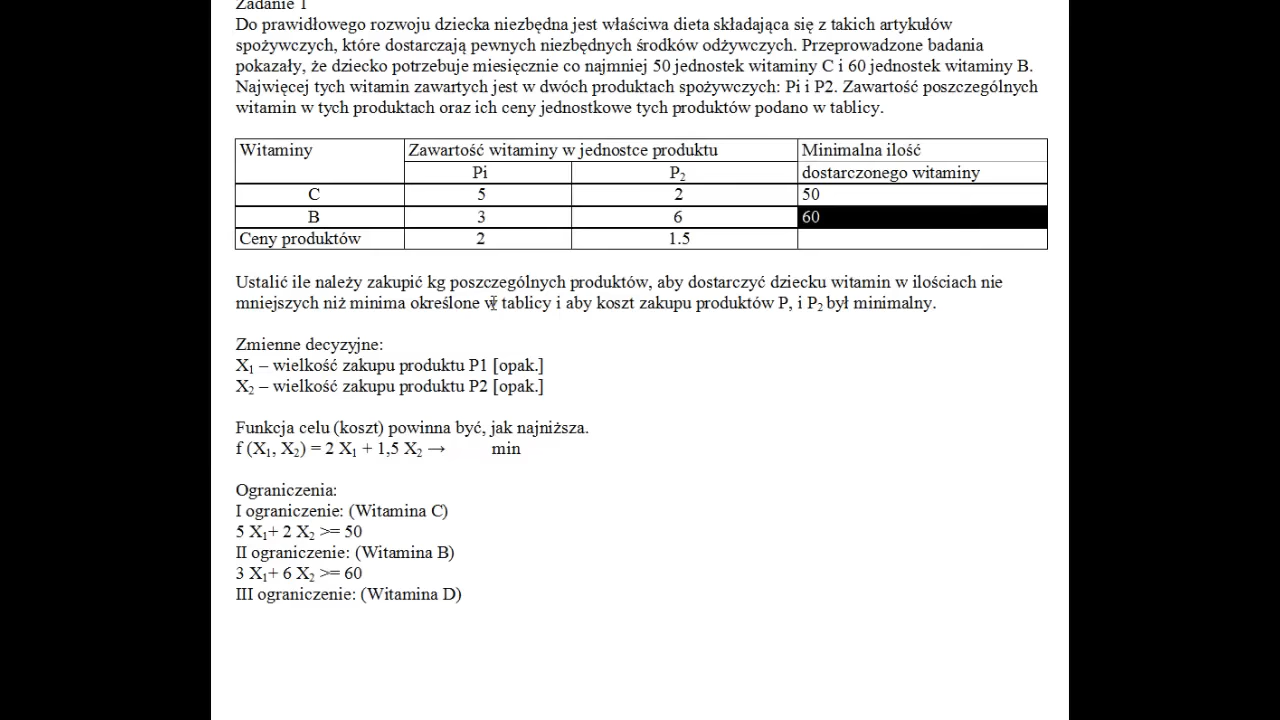 Zadanie 1
Do prawidłowego rozwoju dziecka niezbędna jest właściwa dieta składająca się z takich artykułów
spożywczych, które dostarczają pewnych niezbędnych środków odżywczych. Przeprowadzone badania
pokazały, że dziecko potrzebuje miesięcznie co najmniej 50 jednostek witaminy C i 60 jednostek witaminy B.
Najwięcej tych witamin zawartych jest w dwóch produktach spożywczych: Pi i P2. Zawartość poszczególnych
witamin w tych produktach oraz ich ceny jednostkowe tych produktów podano w tablicy.
Witaminy Zawartość witaminy w jednostce produktu Minimalna ilość
Pi P₂ dostarczonego witaminy
C 5 2 50
B 3 6 60
Ceny produktów 2 1.5
Ustalić ile należy zakupić kg poszczególnych produktów, aby dostarczyć dziecku witamin w ilościach nie
mniejszych niż minima określone w tablicy i aby koszt zakupu produktów P, i P₂ był minimalny.
Zmienne decyzyjne:
X₁ – wielkość zakupu produktu P1 [opak.]
X₂ – wielkość zakupu produktu P2 [opak.]
Funkcja celu (koszt) powinna być, jak najniższa.
f (X₁, X₂) = 2 X₁ + 1,5 X₂ → min
Ograniczenia:
I ograniczenie: (Witamina C)
5 X₁+ 2 X₂ >= 50
II ograniczenie: (Witamina B)
3 X₁+ 6 X₂ >= 60
III ograniczenie: (Witamina D)